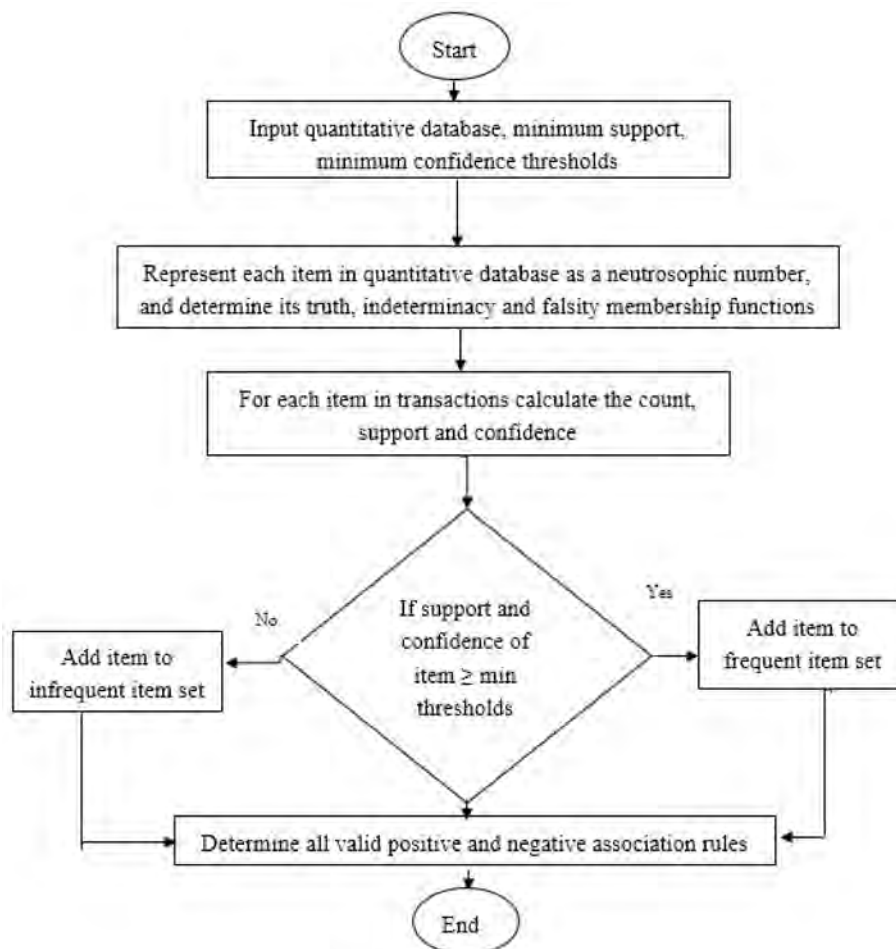 Start
Input quantitative database, minimum support,
minimum confidence thresholds
Represent each item in quantitative database as a neutrosophic number,
and determine its truth, indeterminacy and falsity membership functions
For each item in transactions calculate the count,
support and confidence
If support and
confidence of
item ≥ min
thresholds
No
Yes
Add item to
infrequent item set
Add item to
frequent item set
Determine all valid positive and negative association rules
End